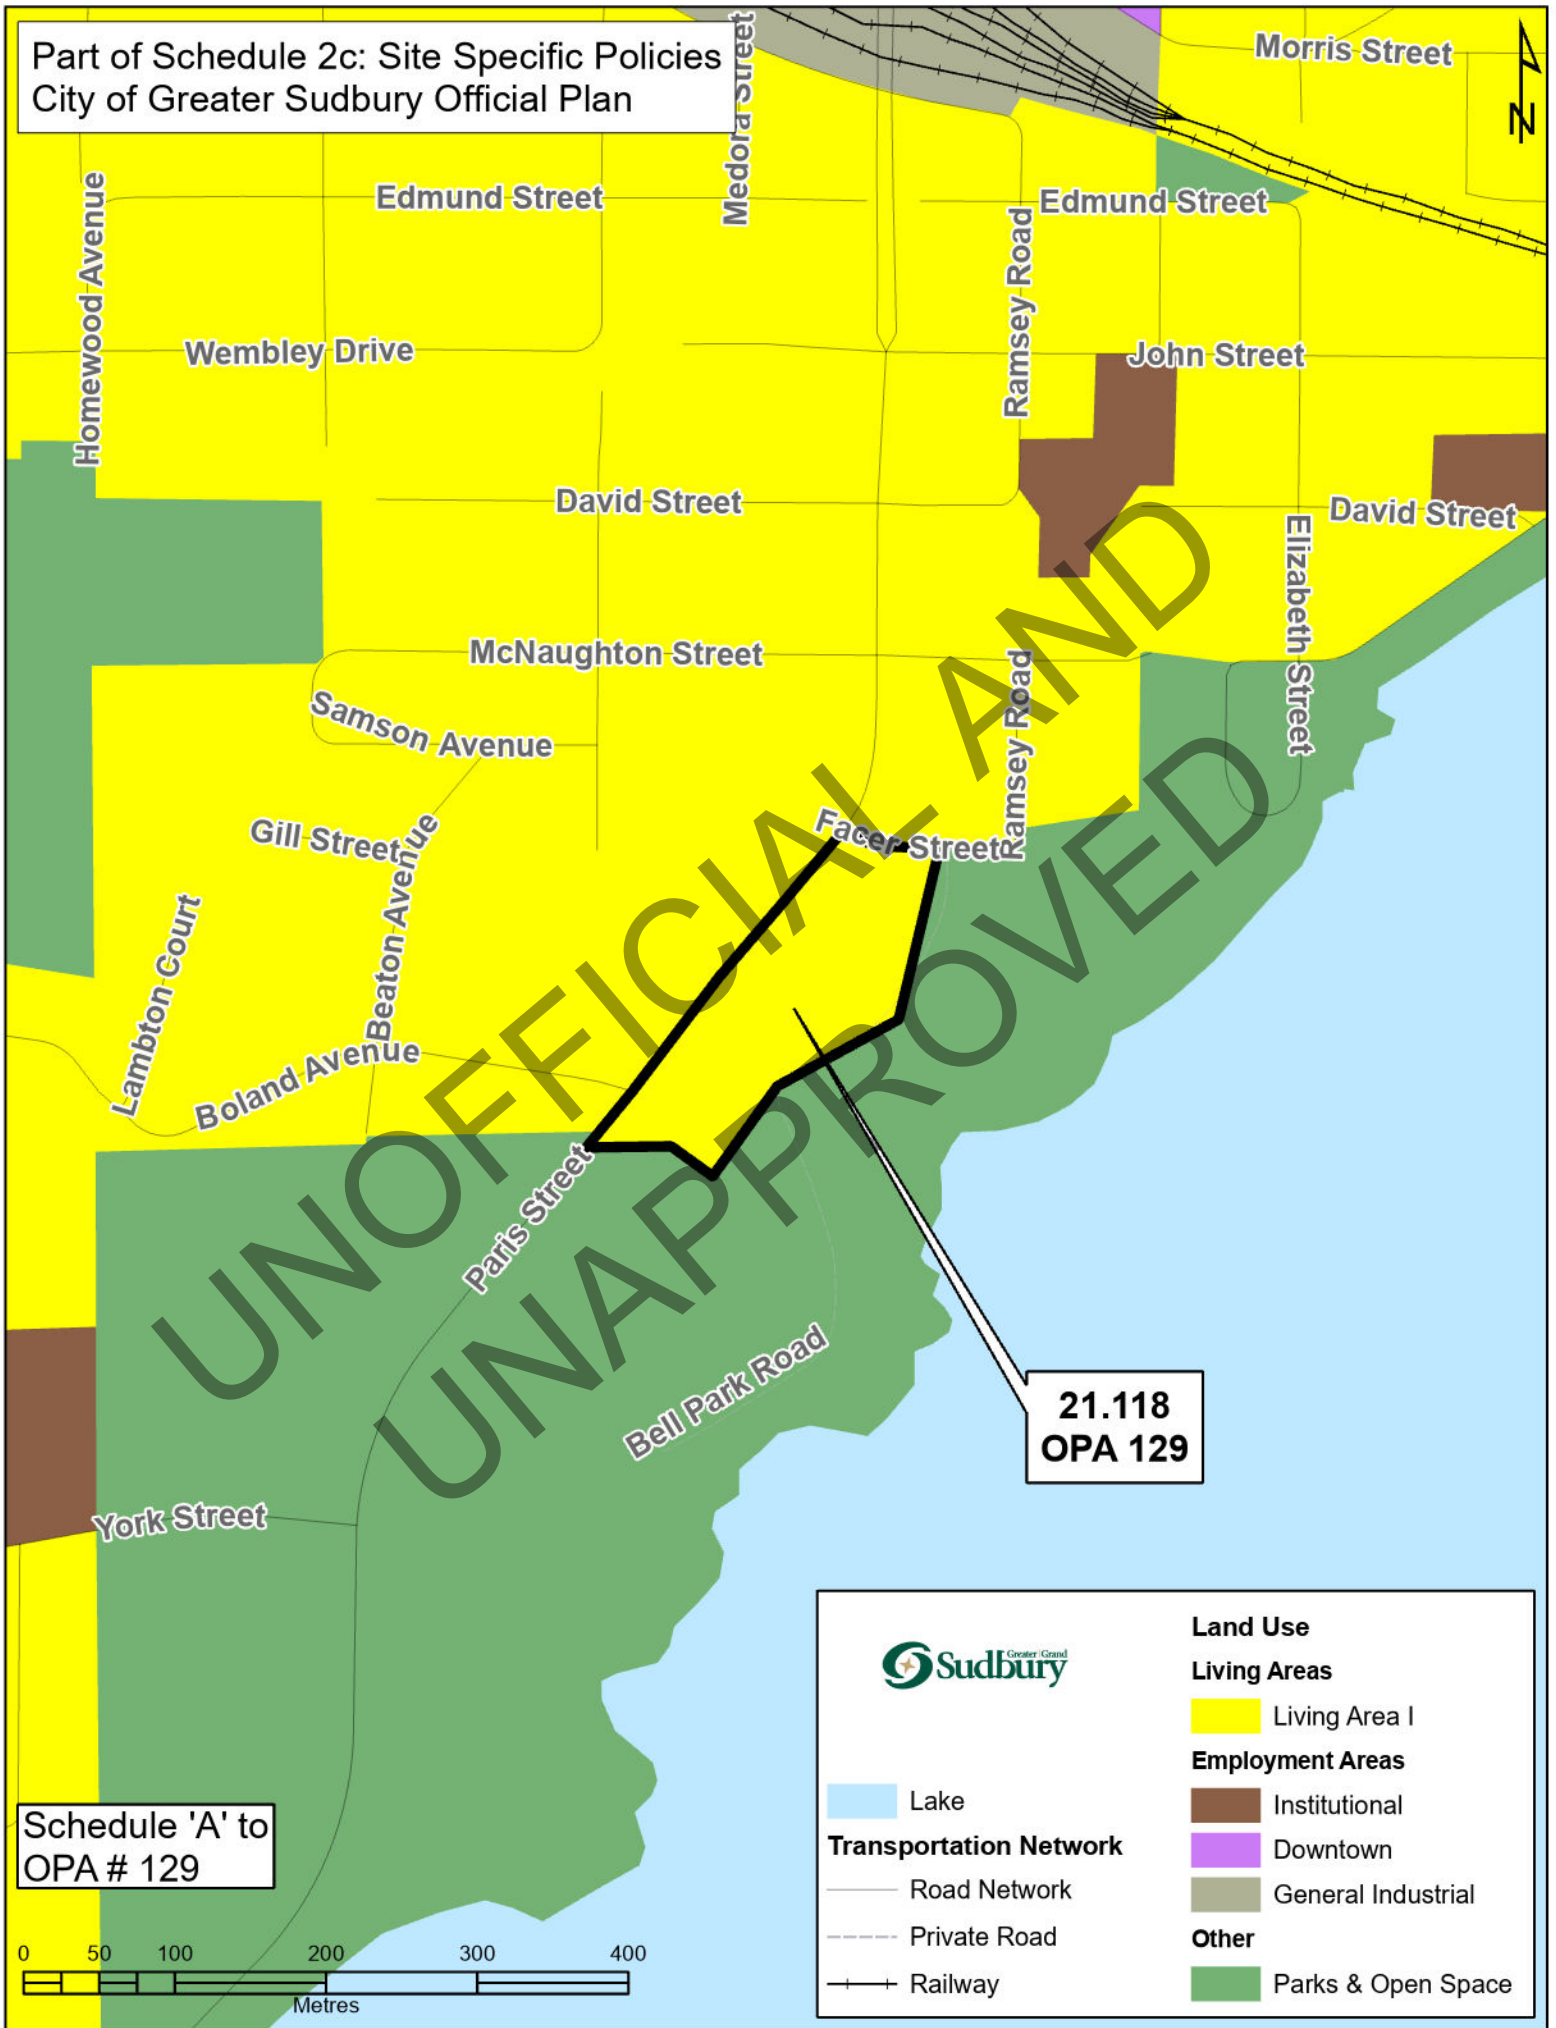 Part of Schedule 2c: Site Specific Policies
City of Greater Sudbury Official Plan
Medora Street
Morris Street
N
Homewood Avenue
Edmund Street
Edmund Street
Ramsey Road
Wembley Drive
John Street
David Street
David Street
Elizabeth Street
McNaughton Street
Samson Avenue
Ramsey Road
Gill Street
Beaton Avenue
Facer Street
Lambton Court
Boland Avenue
Paris Street
Bell Park Road
York Street
UNOFFICIAL AND
UNAPPROVED
21.118
OPA 129
Greater Grand
Sudbury
Land Use
Living Areas
Living Area I
Employment Areas
Institutional
Downtown
General Industrial
Other
Parks & Open Space
Lake
Transportation Network
Road Network
Private Road
Railway
Schedule 'A' to
OPA # 129
0 50 100 200 300 400
Metres